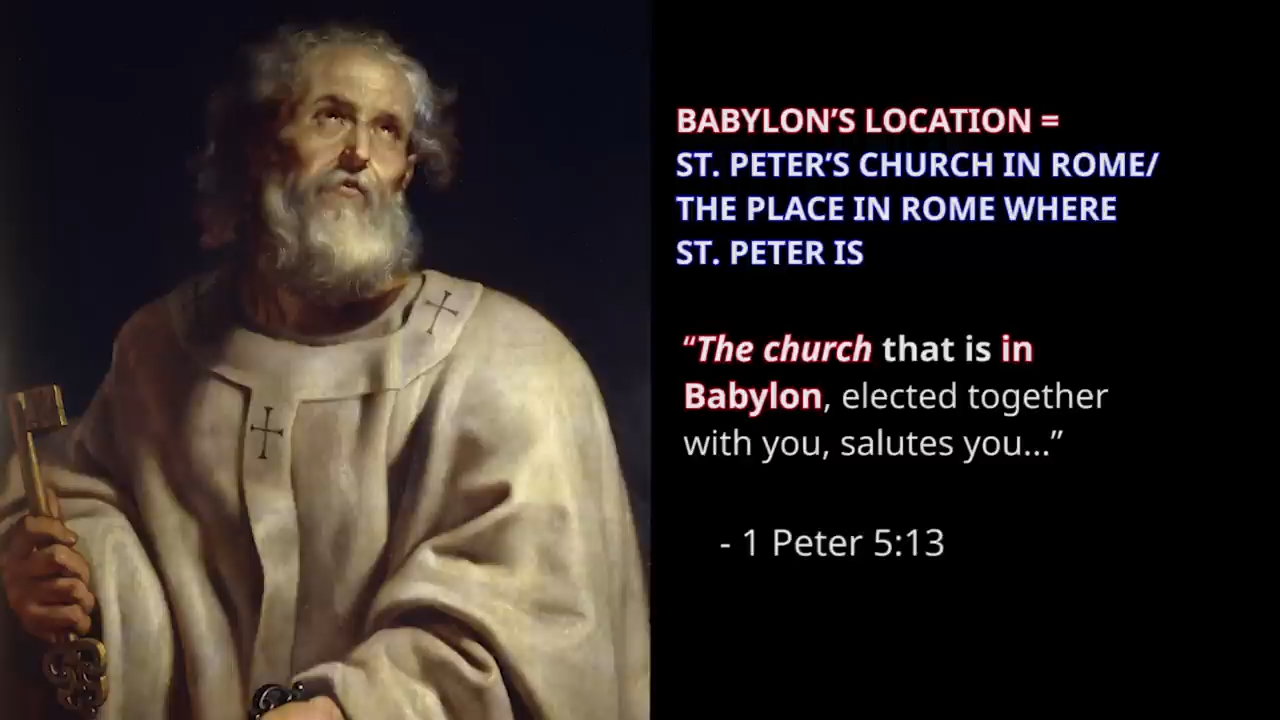 BABYLON’S LOCATION =
ST. PETER’S CHURCH IN ROME/
THE PLACE IN ROME WHERE
ST. PETER IS
“The church that is in
Babylon, elected together
with you, salutes you...”
- 1 Peter 5:13